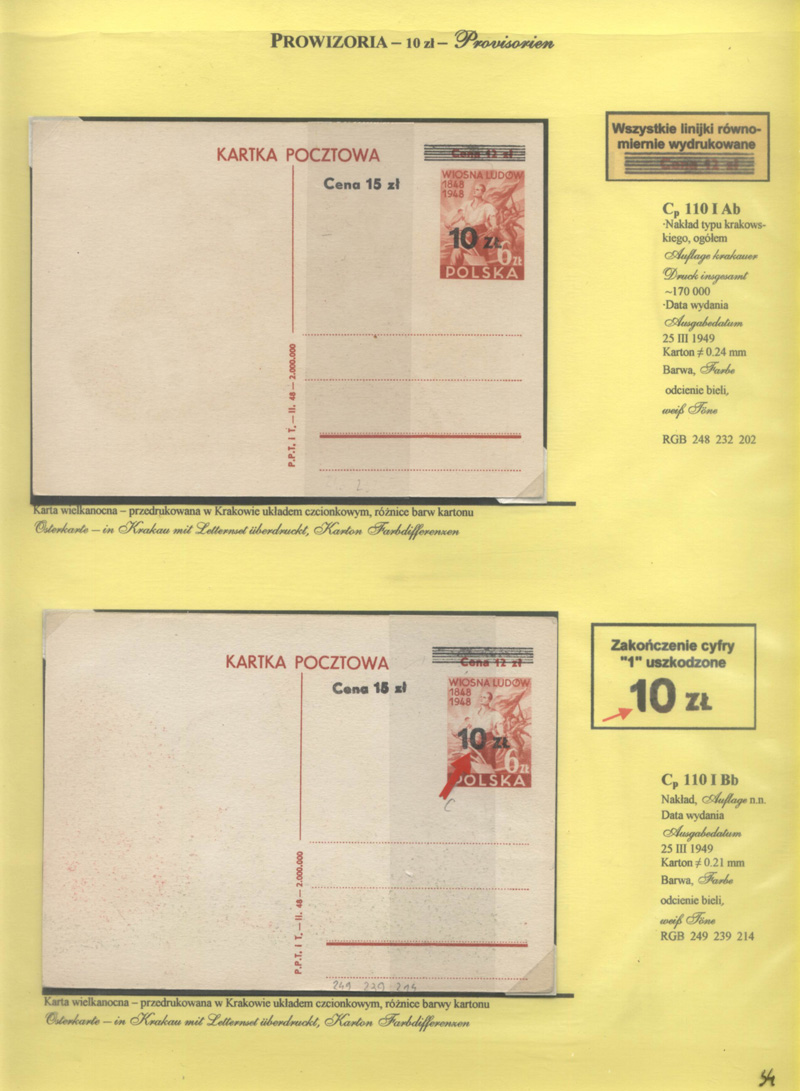 PROWIZORIA – 10 zł – Provisorien
KARTKA POCZTOWA
Cena 12 zł
Cena 15 zł
WIOSNA LUDÓW
1848
1948
10 ZŁ
6 ZŁ
POLSKA
P.P.T. i T. – II. 48 – 2.000.000
2.
Karta wielkanocna – przedrukowana w Krakowie układem czcionkowym, różnice barw kartonu
Osterkarte – in Krakau mit Letternset überdruckt, Karton Farbdifferenzen
Wszystkie linijki równo-
miernie wydrukowane
Cena 12 zł
Cp 110 I Ab
·Nakład typu krakows-
kiego, ogółem
Auflage krakauer
Druck insgesamt
~170 000
·Data wydania
Ausgabedatum
25 III 1949
Karton ≠ 0.24 mm
Barwa, Farbe
odcienie bieli,
weiß Töne
RGB 248 232 202
KARTKA POCZTOWA
Cena 12 zł
Cena 15 zł
WIOSNA LUDÓW
1848
1948
10 ZŁ
6 ZŁ
POLSKA
C
P.P.T. i T. – II. 48 – 2.000.000
249 239 214
Karta wielkanocna – przedrukowana w Krakowie układem czcionkowym, różnice barwy kartonu
Osterkarte – in Krakau mit Letternset überdruckt, Karton Farbdifferenzen
Zakończenie cyfry
"1" uszkodzone
10 ZŁ
Cp 110 I Bb
Nakład, Auflage n.n.
Data wydania
Ausgabedatum
25 III 1949
Karton ≠ 0.21 mm
Barwa, Farbe
odcienie bieli,
weiß Töne
RGB 249 239 214
54